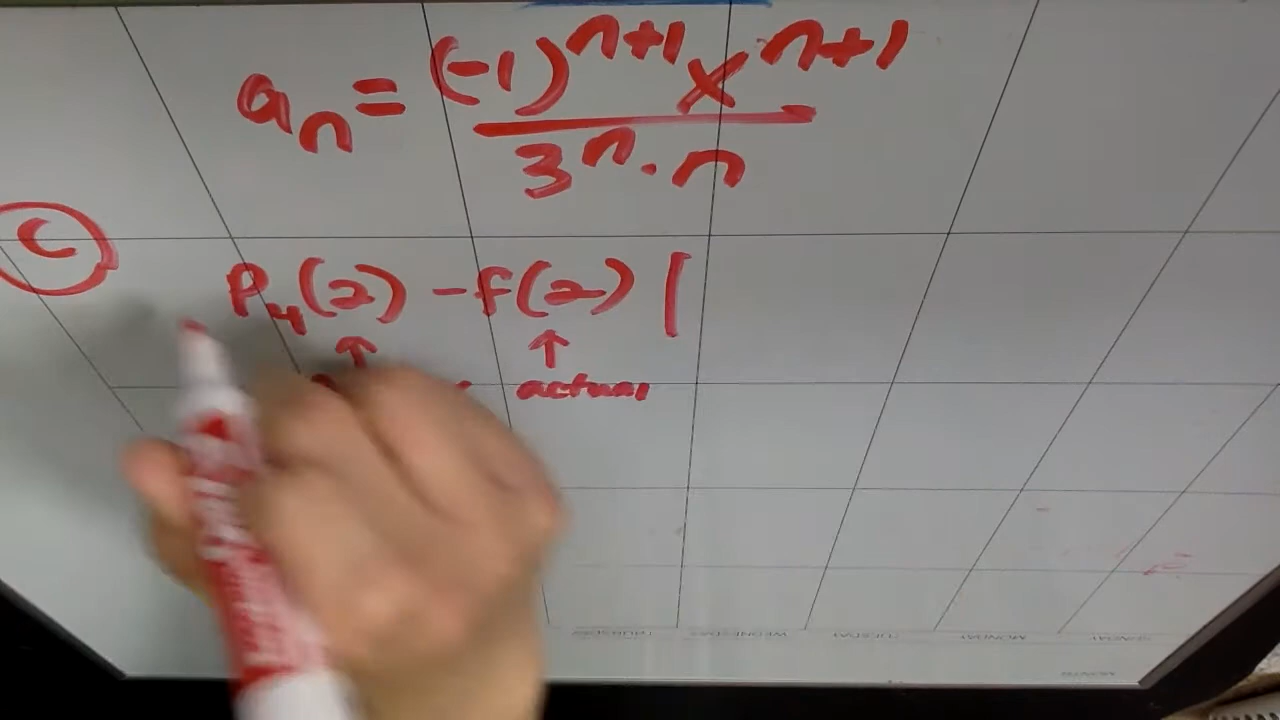 aₙ = (-1)ⁿ⁺¹ xⁿ⁺¹ / 3ⁿ · n
C P₄(2) - f(2) |
↑ ↑
actual